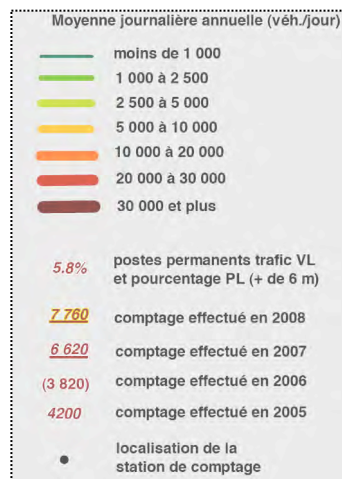 Moyenne journalière annuelle (véh./jour)
moins de 1 000
1 000 à 2 500
2 500 à 5 000
5 000 à 10 000
10 000 à 20 000
20 000 à 30 000
30 000 et plus
5.8% postes permanents trafic VL
et pourcentage PL (+ de 6 m)
7 760 comptage effectué en 2008
6 620 comptage effectué en 2007
(3 820) comptage effectué en 2006
4200 comptage effectué en 2005
localisation de la
station de comptage